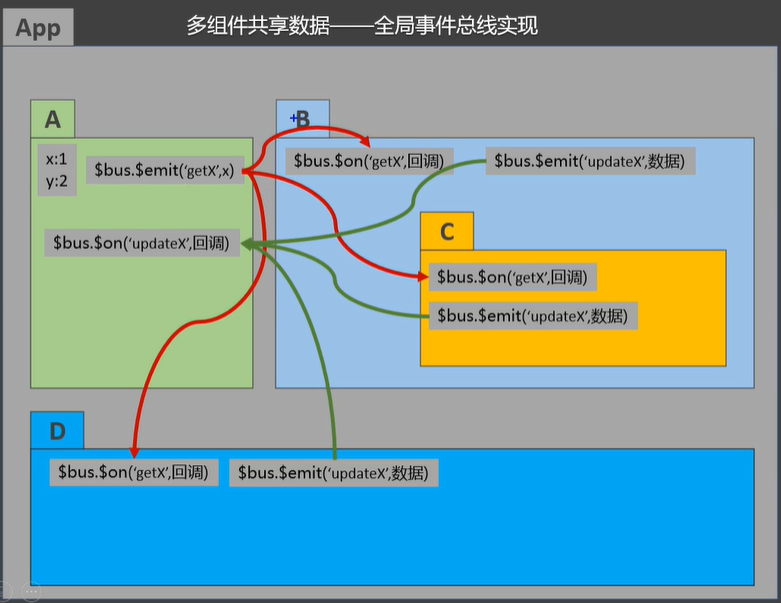 App
多组件共享数据——全局事件总线实现
A
B
x:1
y:2
$bus.$emit(‘getX’,x)
$bus.$on(‘getX’,回调)
$bus.$emit(‘updateX’,数据)
$bus.$on(‘updateX’,回调)
C
$bus.$on(‘getX’,回调)
$bus.$emit(‘updateX’,数据)
D
$bus.$on(‘getX’,回调)
$bus.$emit(‘updateX’,数据)